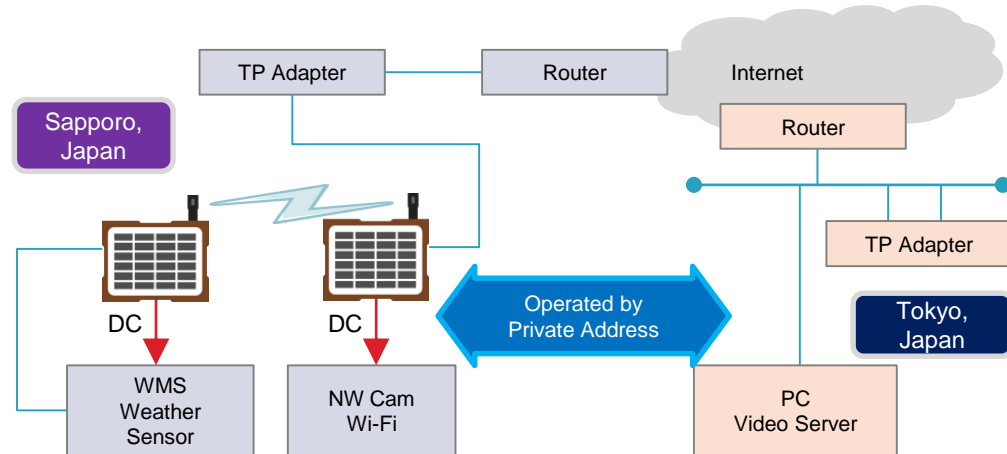 TP Adapter
Router
Internet
Sapporo,
Japan
Router
TP Adapter
DC
DC
Operated by
Private Address
Tokyo,
Japan
WMS
Weather
Sensor
NW Cam
Wi-Fi
PC
Video Server